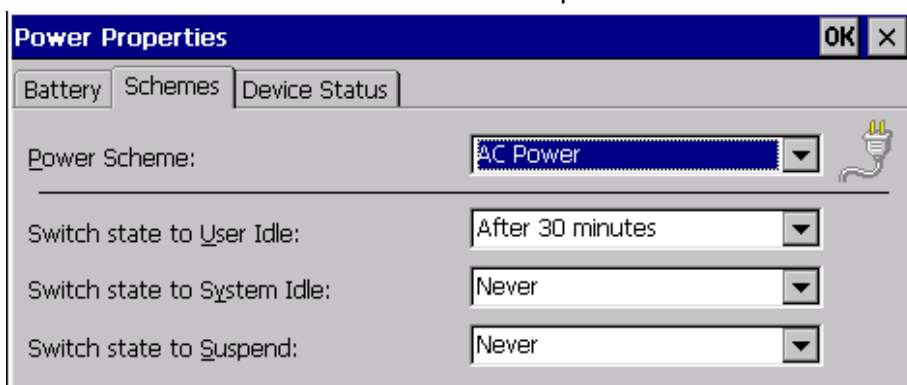 Power Properties OK ×
Battery Schemes Device Status
Power Scheme: AC Power
Switch state to User Idle: After 30 minutes
Switch state to System Idle: Never
Switch state to Suspend: Never